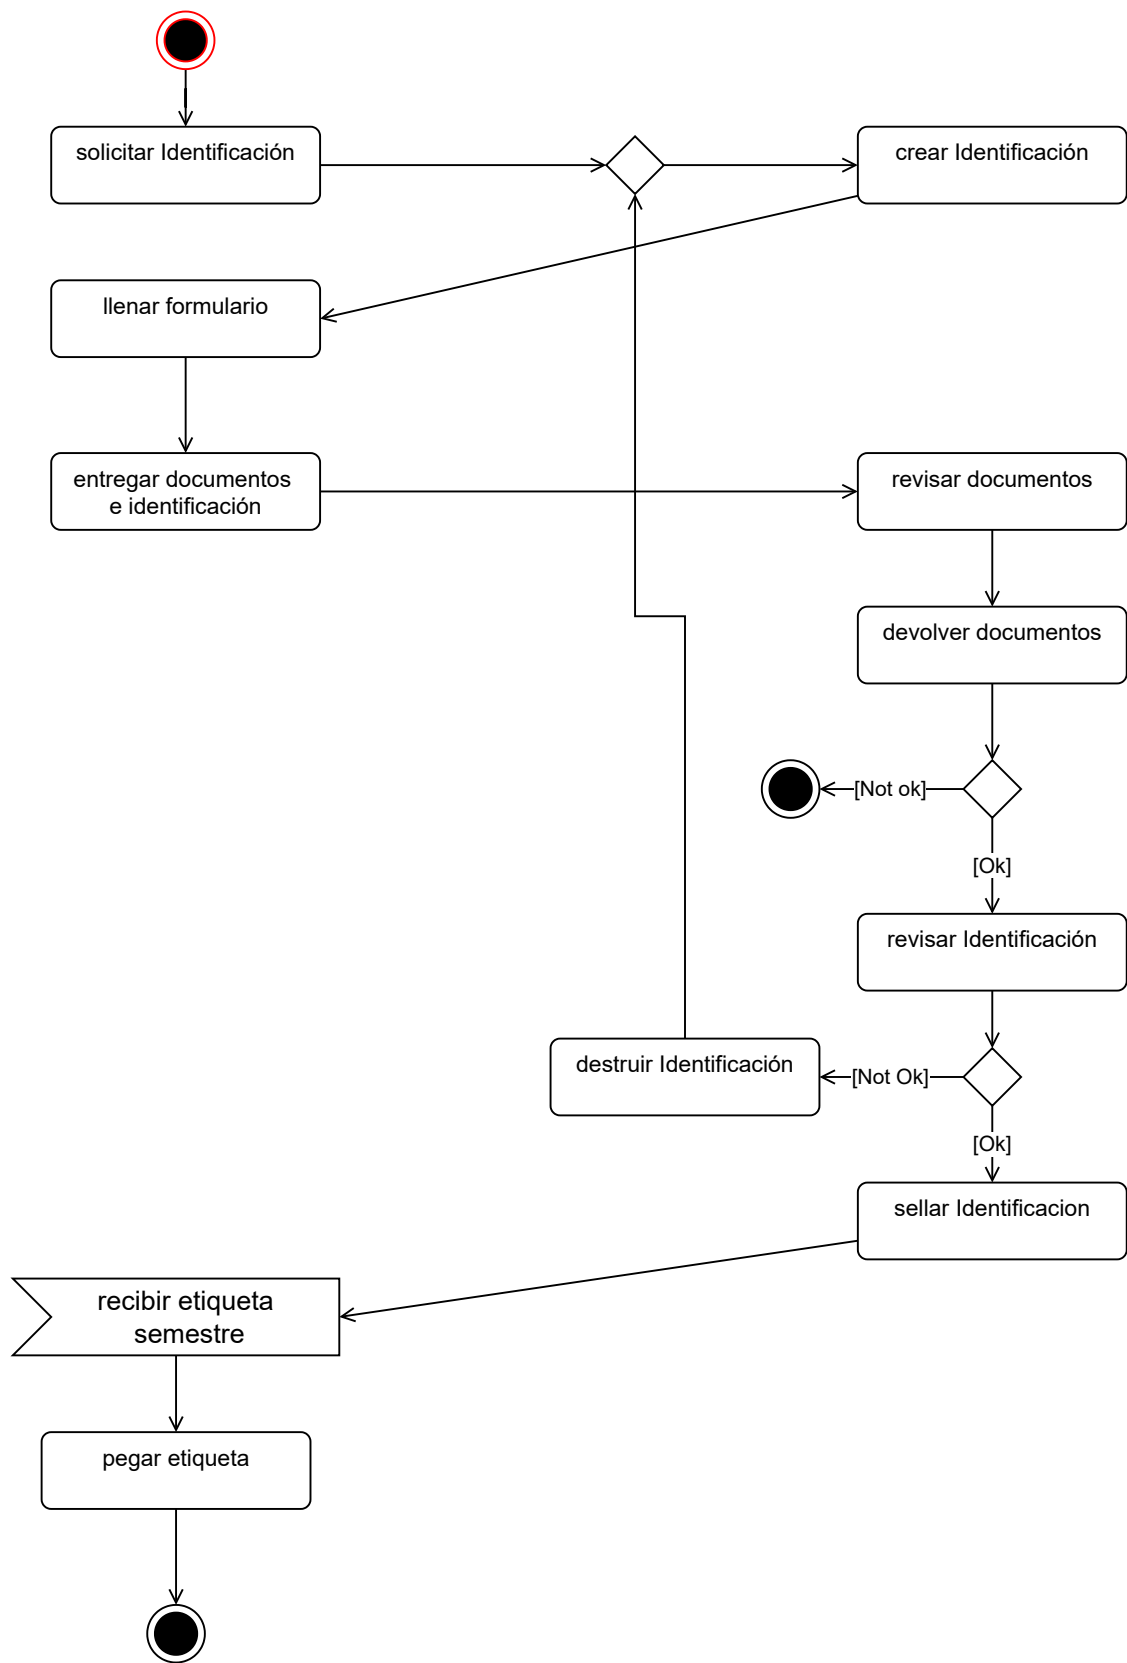 solicitar Identificación
crear Identificación
llenar formulario
entregar documentos
e identificación
revisar documentos
devolver documentos
[Not ok]
[Ok]
revisar Identificación
destruir Identificación
[Not Ok]
[Ok]
sellar Identificacion
recibir etiqueta
semestre
pegar etiqueta